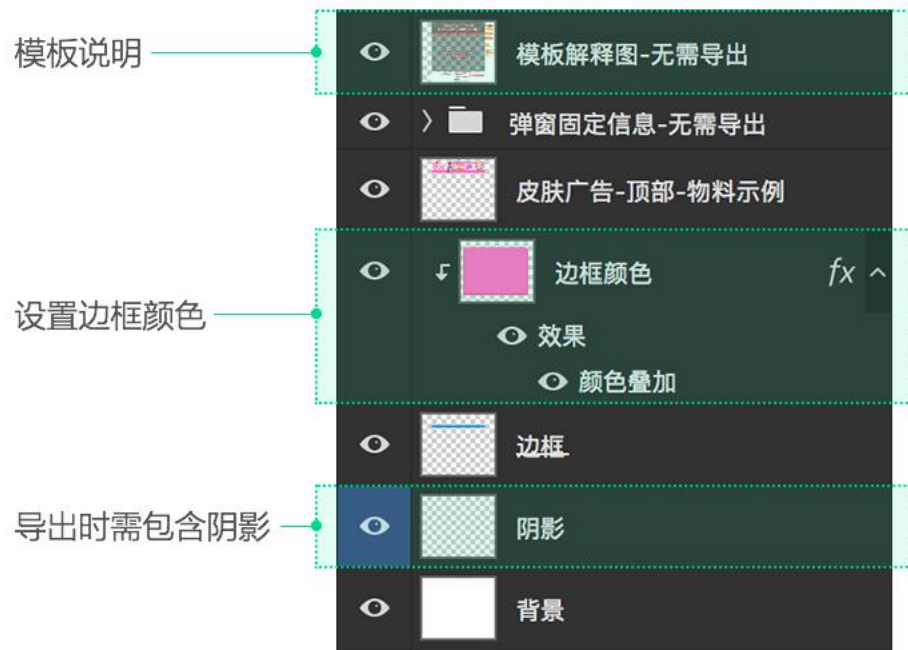 模板说明
模板解释图-无需导出
弹窗固定信息-无需导出
皮肤广告-顶部-物料示例
设置边框颜色
边框颜色
fx
效果
颜色叠加
边框
导出时需包含阴影
阴影
背景